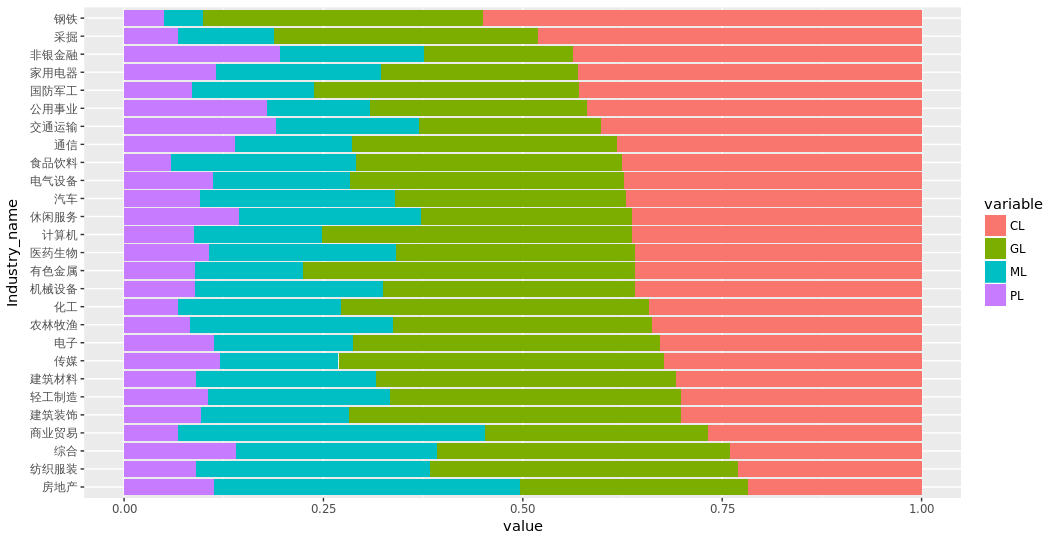 Industry_name
钢铁
采掘
非银金融
家用电器
国防军工
公用事业
交通运输
通信
食品饮料
电气设备
汽车
休闲服务
计算机
医药生物
有色金属
机械设备
化工
农林牧渔
电子
传媒
建筑材料
轻工制造
建筑装饰
商业贸易
综合
纺织服装
房地产
0.00 0.25 0.50 0.75 1.00
value
variable
CL
GL
ML
PL